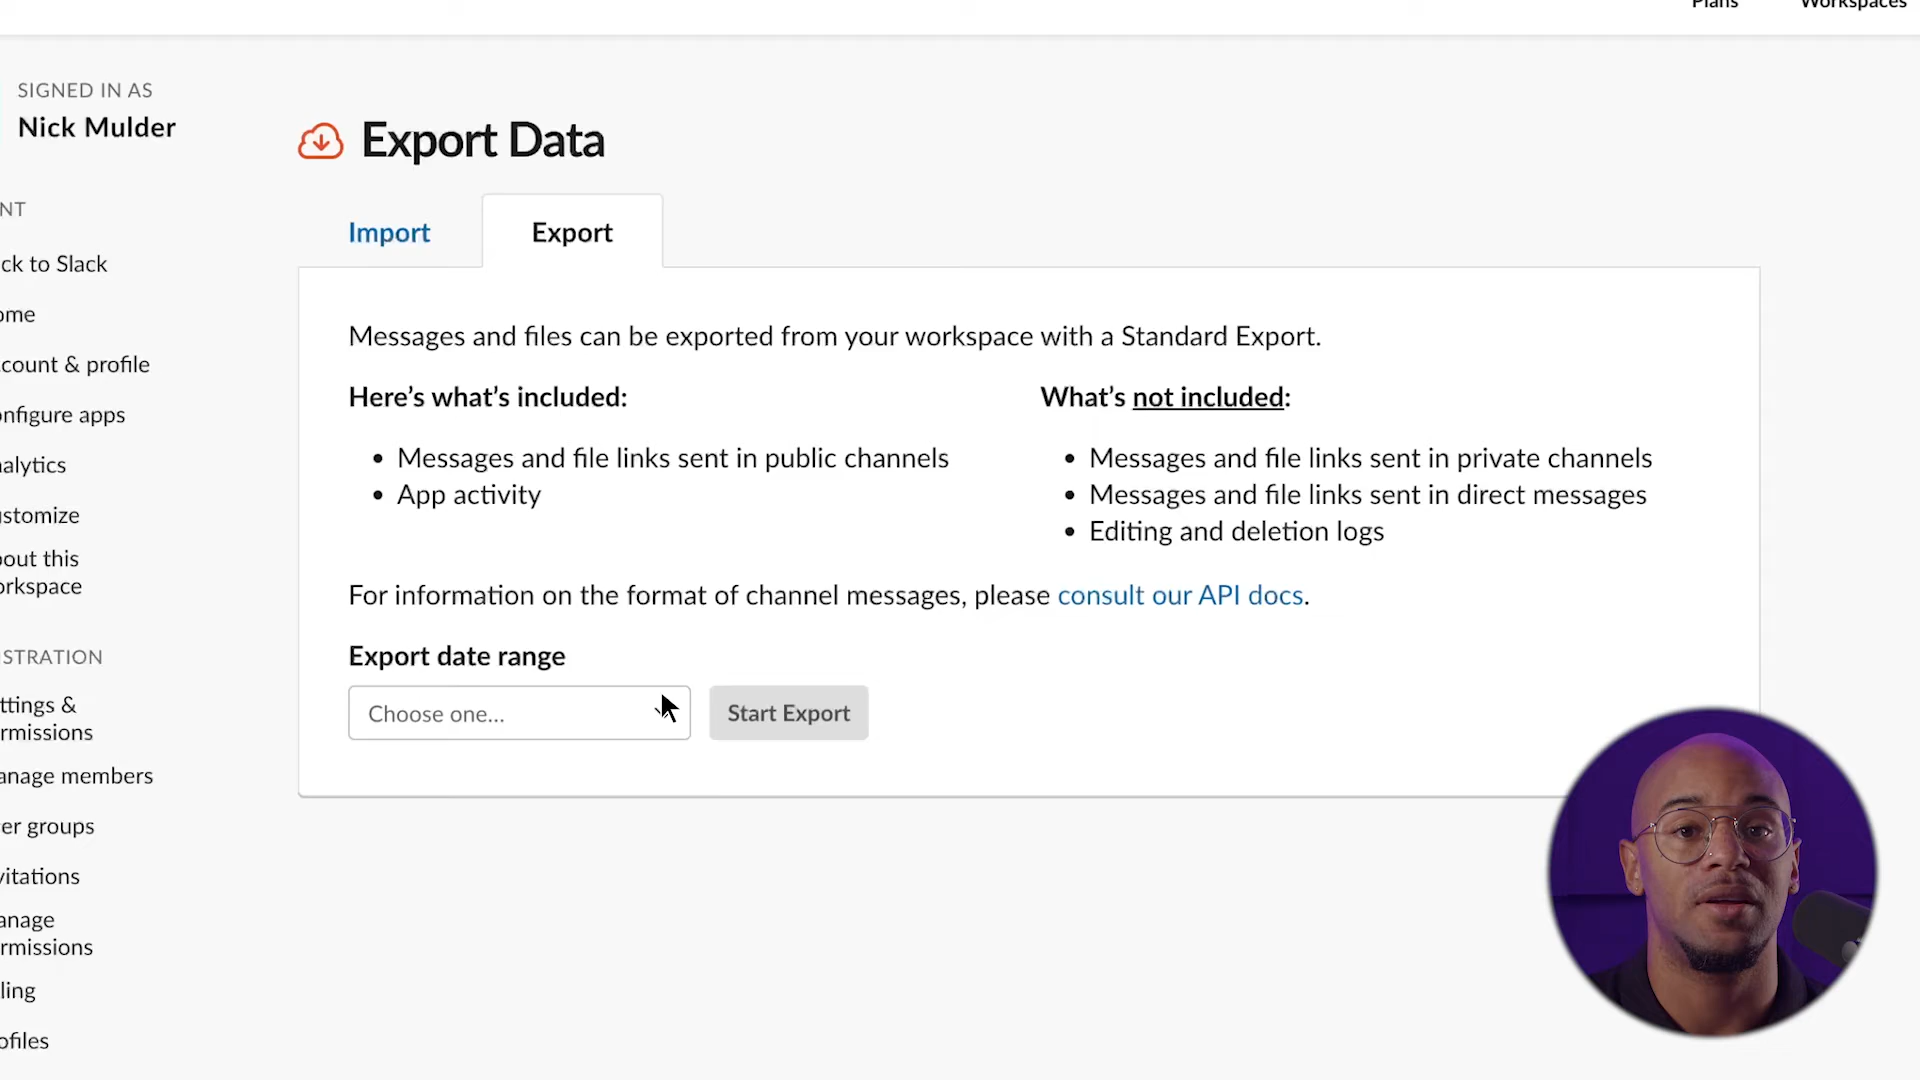 Plans
Workspaces
SIGNED IN AS
Nick Mulder
Export Data
Import
Export
NT
ck to Slack
ome
count & profile
onfigure apps
alytics
stomize
out this
orkspace
STRATION
ttings &
rmissions
anage members
er groups
vitations
anage
rmissions
ling
ofiles
Messages and files can be exported from your workspace with a Standard Export.
Here's what's included:
• Messages and file links sent in public channels
• App activity
What's not included:
• Messages and file links sent in private channels
• Messages and file links sent in direct messages
• Editing and deletion logs
For information on the format of channel messages, please consult our API docs.
Export date range
Choose one...
Start Export